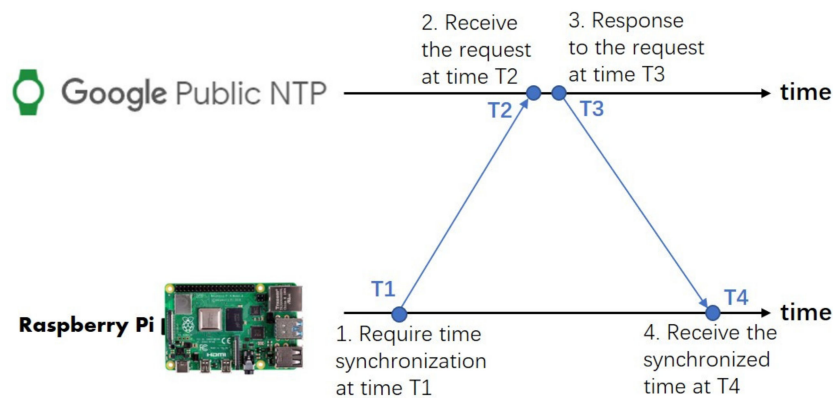 2. Receive
the request
at time T2
3. Response
to the request
at time T3
Google Public NTP
time
T2
T3
T1
T4
time
Raspberry Pi
HDMI
1. Require time
synchronization
at time T1
4. Receive the
synchronized
time at T4